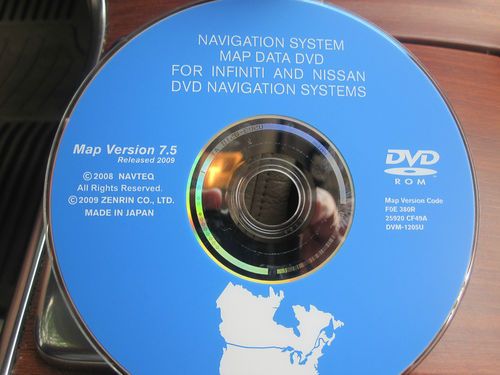 NAVIGATION SYSTEM
MAP DATA DVD
FOR INFINITI AND NISSAN
DVD NAVIGATION SYSTEMS
Map Version 7.5
Released 2009
©2008 NAVTEQ
All Rights Reserved.
©2009 ZENRIN CO., LTD.
MADE IN JAPAN
DVD
ROM
Map Version Code
F0E 380R
25920 CF49A
DVM-1205U